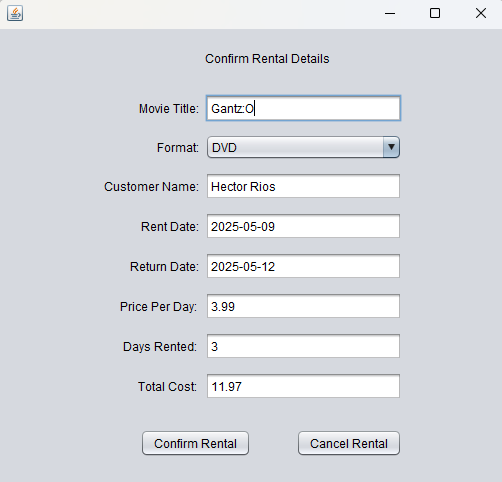 Confirm Rental Details
Movie Title: Gantz:O
Format: DVD
Customer Name: Hector Rios
Rent Date: 2025-05-09
Return Date: 2025-05-12
Price Per Day: 3.99
Days Rented: 3
Total Cost: 11.97
Confirm Rental Cancel Rental